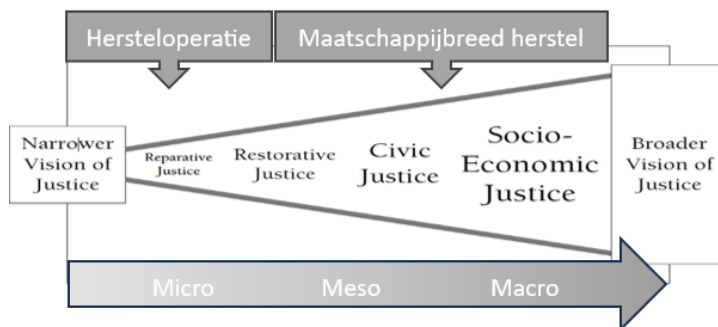 Hersteloperatie
Maatschappijbreed herstel
Narrower
Vision of
Justice
Reparative
Justice
Restorative
Justice
Civic
Justice
Socio-
Economic
Justice
Broader
Vision of
Justice
Micro
Meso
Macro